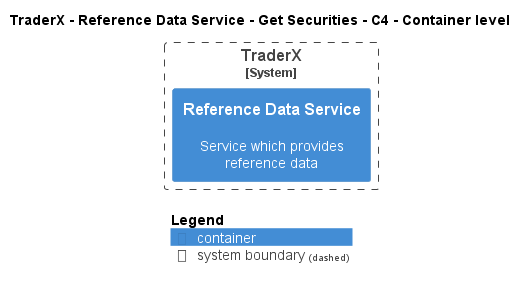 TraderX - Reference Data Service - Get Securities - C4 - Container level
TraderX
[System]
Reference Data Service
Service which provides
reference data
Legend
container
system boundary (dashed)